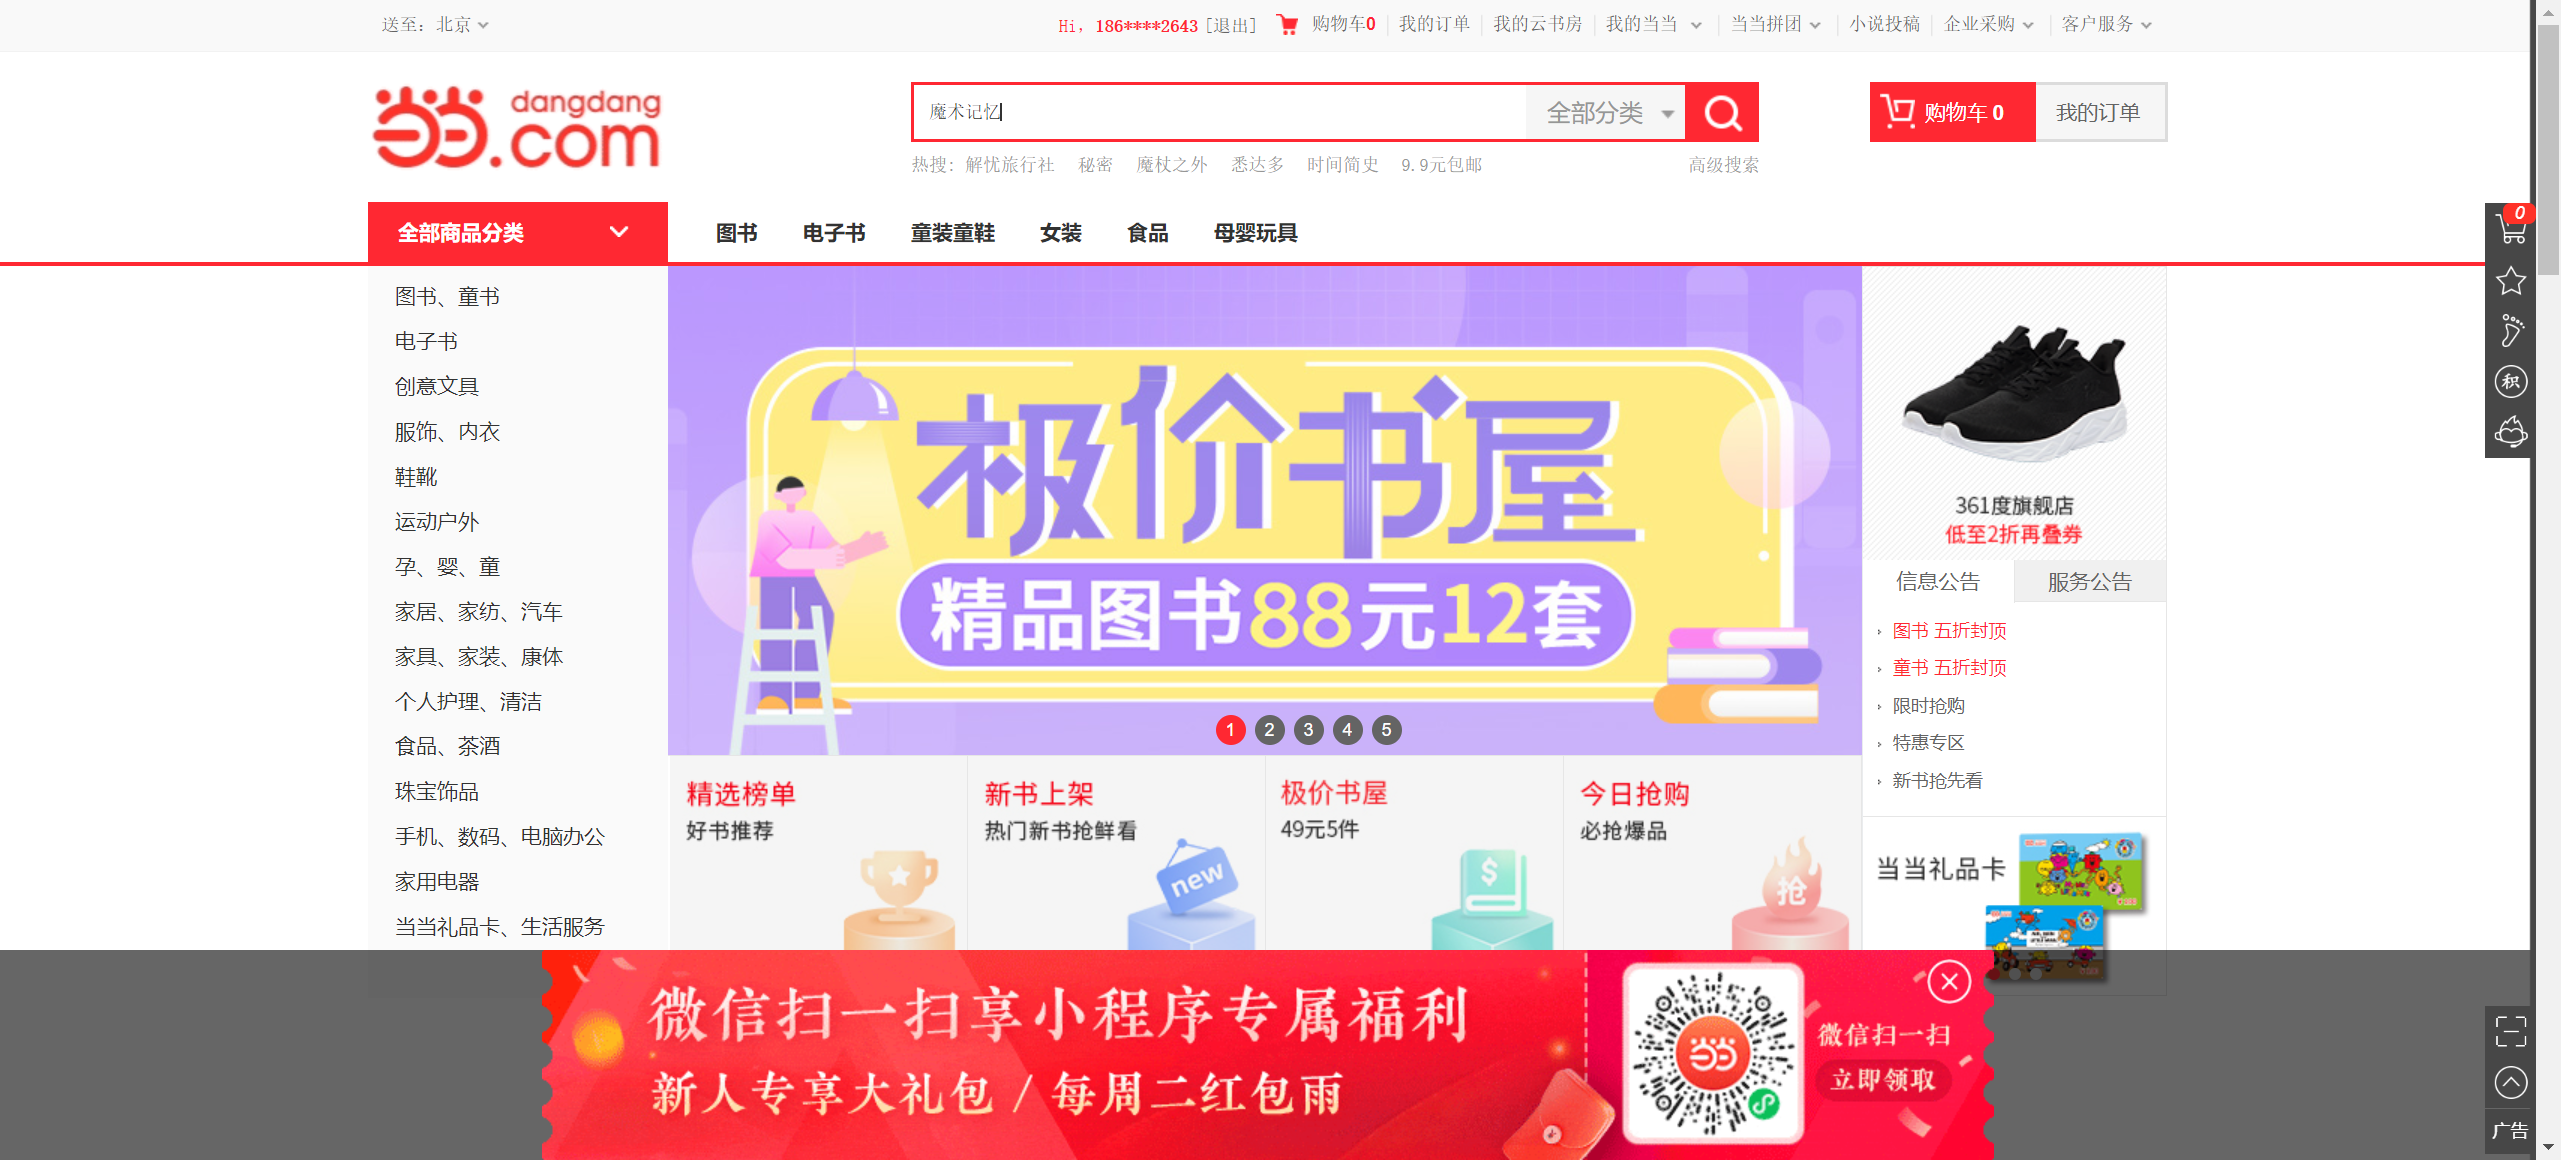 送至：北京
Hi，186****2643 [退出] 购物车0 我的订单 我的云书房 我的当当 当当拼团 小说投稿 企业采购 客户服务
dangdang
.com
魔术记忆 全部分类
购物车 0 我的订单
热搜：解忧旅行社 秘密 魔杖之外 悉达多 时间简史 9.9元包邮 高级搜索
全部商品分类 图书 电子书 童装童鞋 女装 食品 母婴玩具
图书、童书
电子书
创意文具
服饰、内衣
鞋靴
运动户外
孕、婴、童
家居、家纺、汽车
家具、家装、康体
个人护理、清洁
食品、茶酒
珠宝饰品
手机、数码、电脑办公
家用电器
当当礼品卡、生活服务
极价书屋
精品图书88元12套
1 2 3 4 5
精选榜单
好书推荐
新书上架
热门新书抢鲜看
new
极价书屋
49元5件
$
今日抢购
必抢爆品
抢
361度旗舰店
低至2折再叠券
信息公告 服务公告
图书 五折封顶
童书 五折封顶
限时抢购
特惠专区
新书抢先看
当当礼品卡
0
积
微信扫一扫享小程序专属福利
新人专享大礼包 / 每周二红包雨
微信扫一扫
立即领取
广告